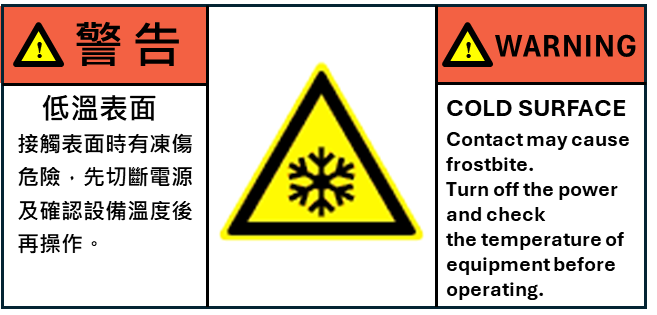 警告
低溫表面
接觸表面時有凍傷
危險，先切斷電源
及確認設備溫度後
再操作。
WARNING
COLD SURFACE
Contact may cause
frostbite.
Turn off the power
and check
the temperature of
equipment before
operating.